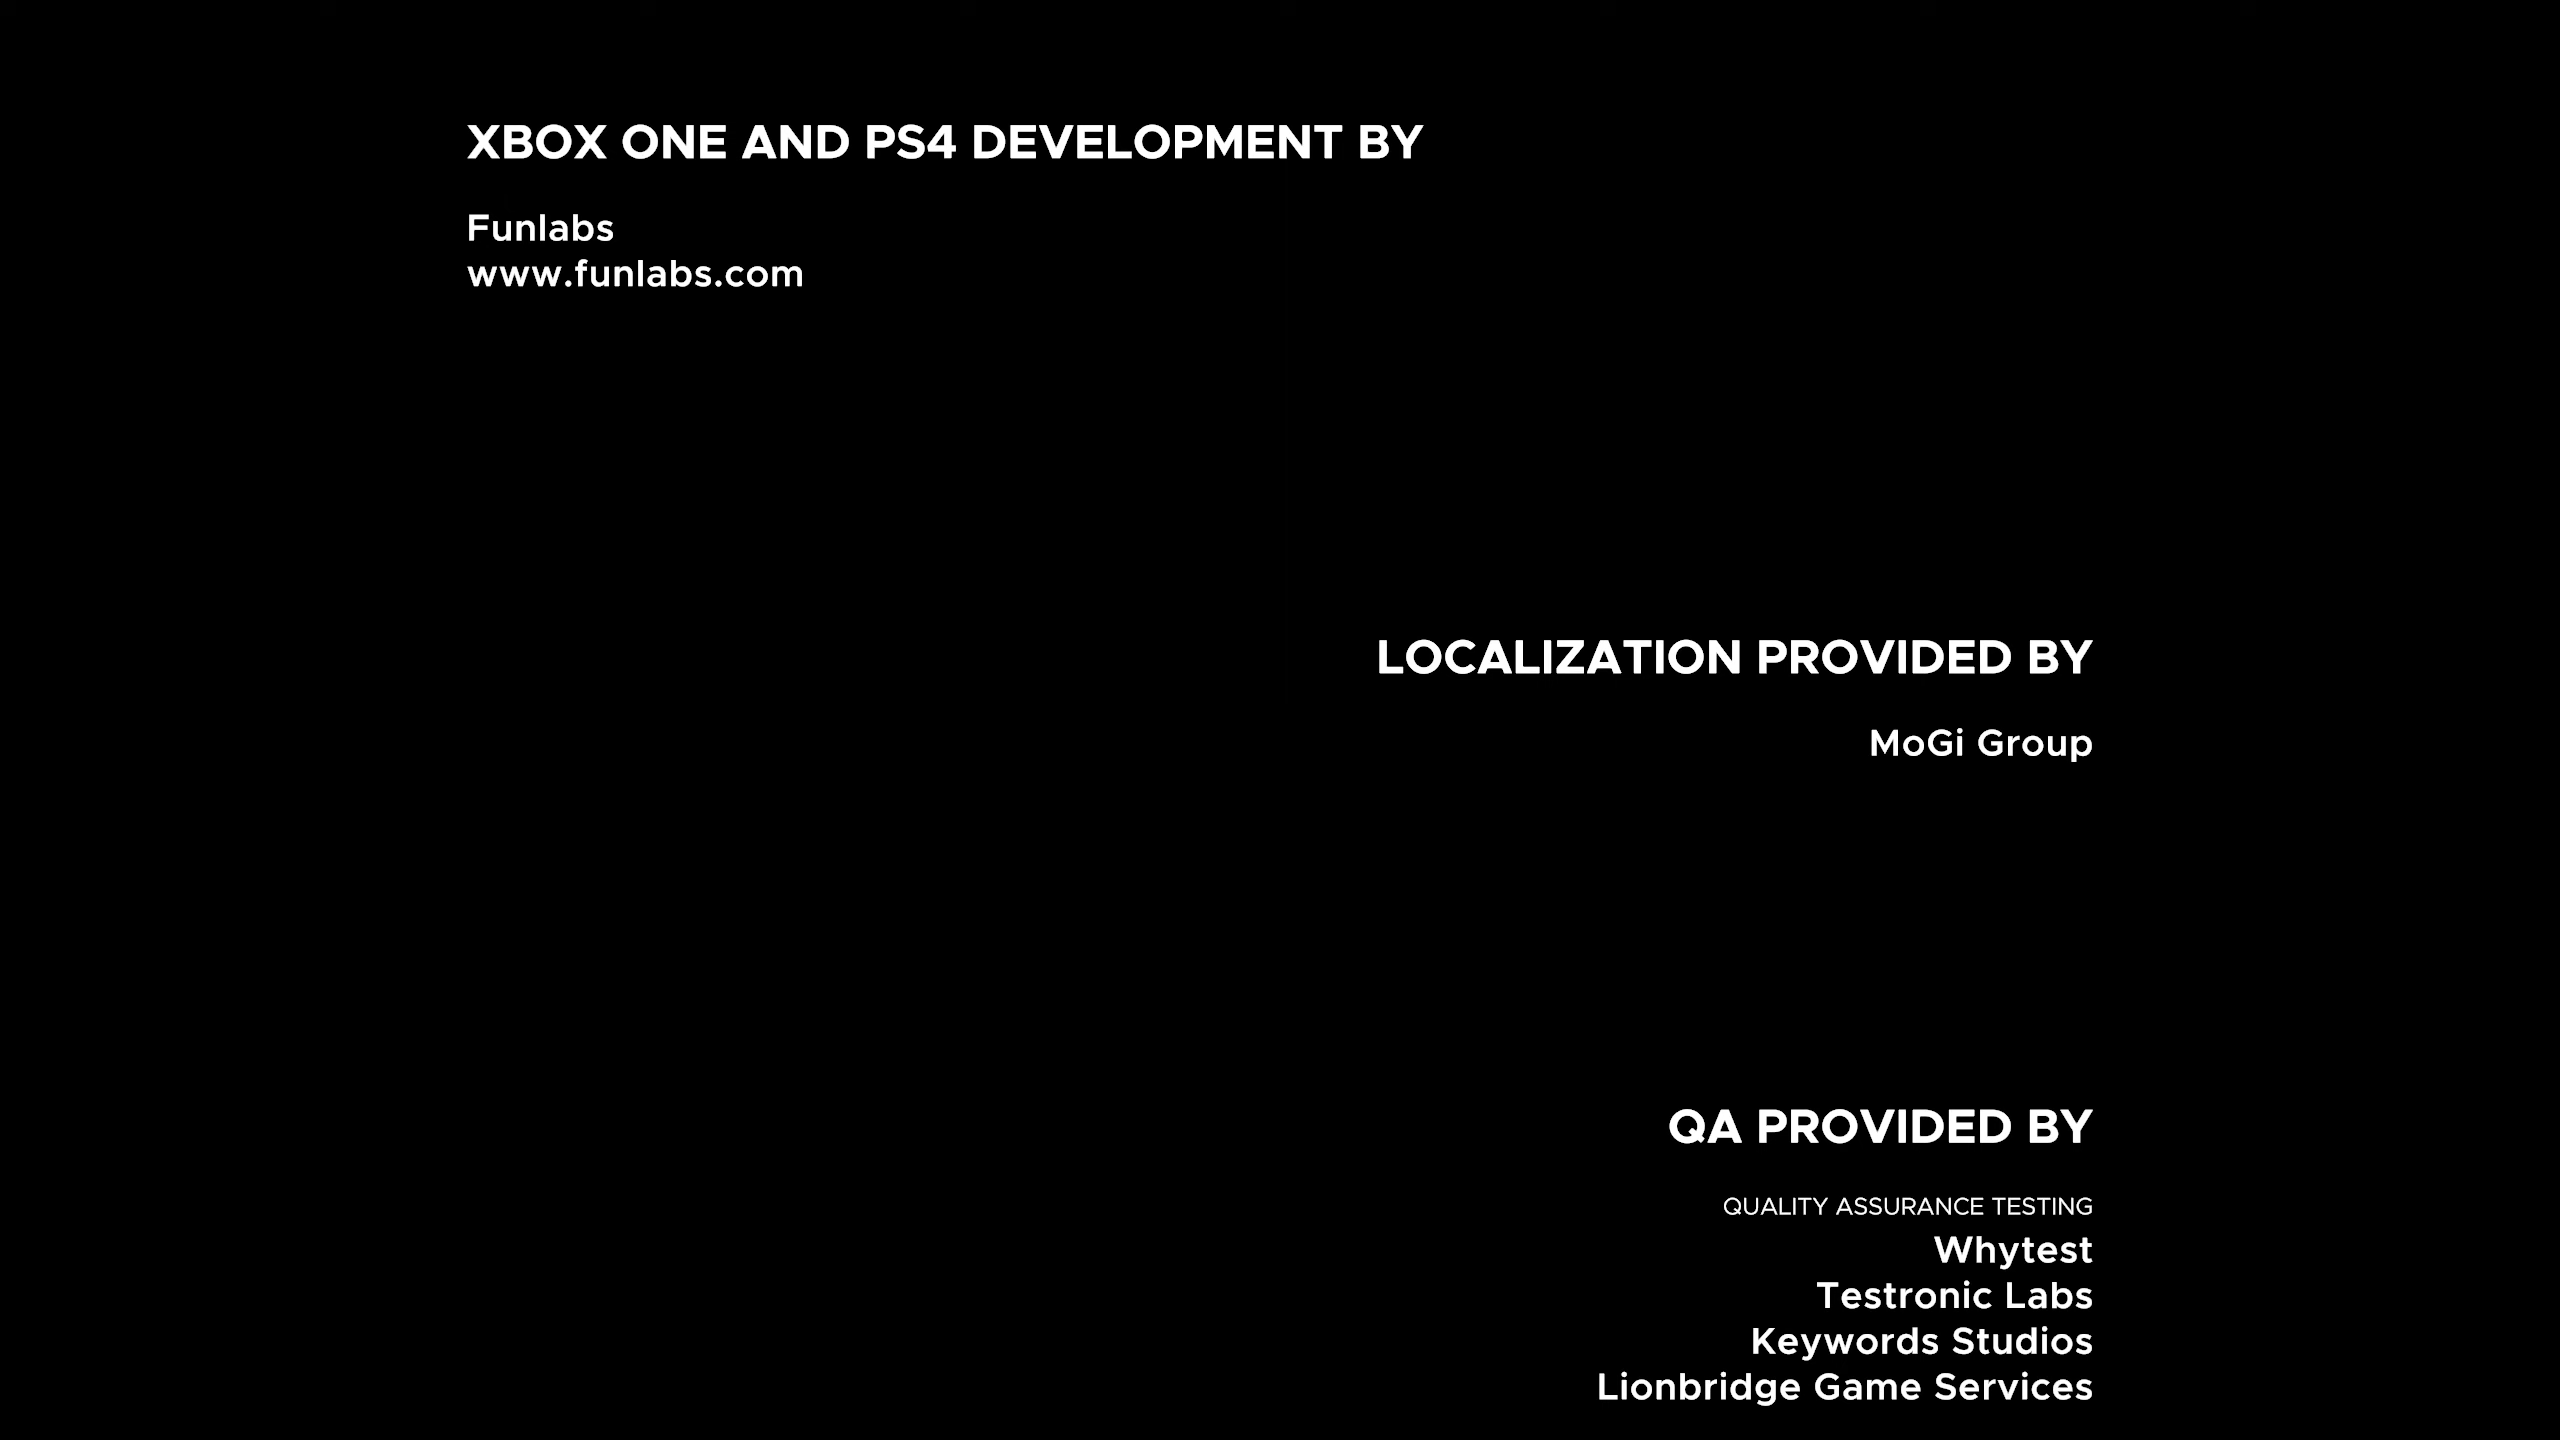 XBOX ONE AND PS4 DEVELOPMENT BY
Funlabs
www.funlabs.com
LOCALIZATION PROVIDED BY
MoGi Group
QA PROVIDED BY
QUALITY ASSURANCE TESTING
Whytest
Testronic Labs
Keywords Studios
Lionbridge Game Services